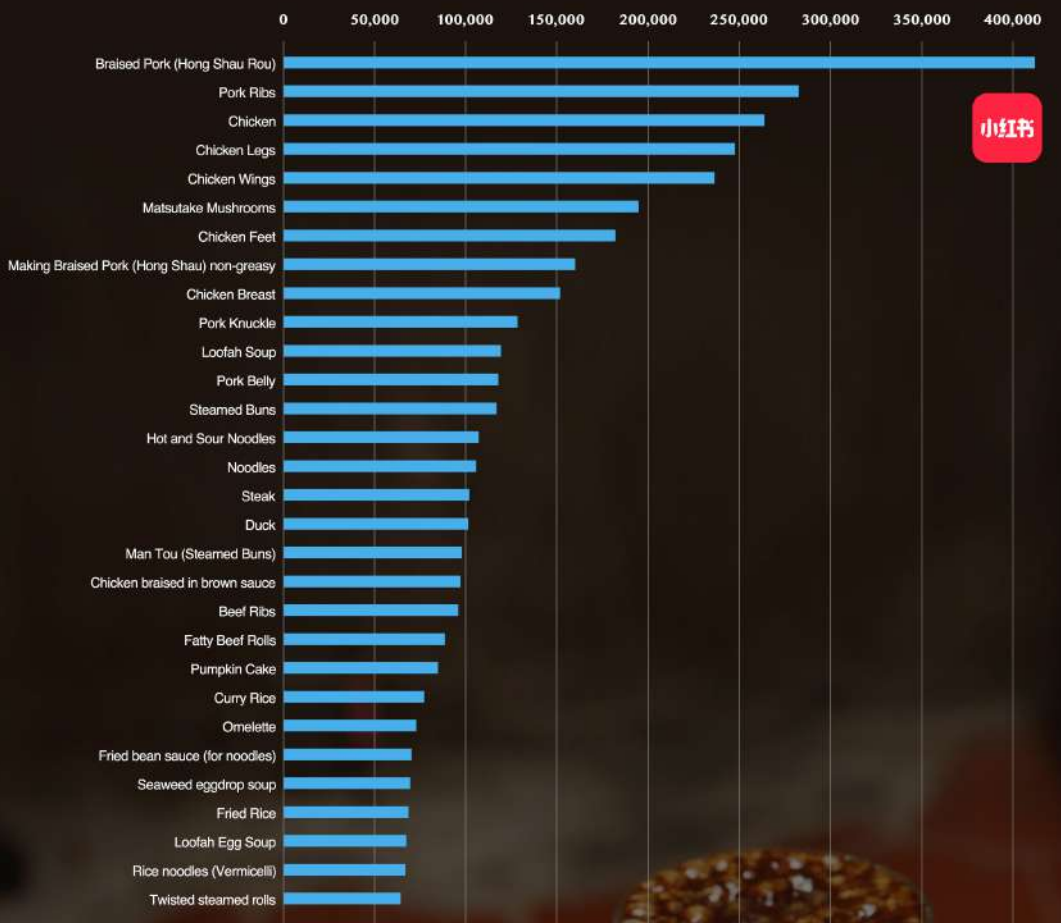 0 50,000 100,000 150,000 200,000 250,000 300,000 350,000 400,000
Braised Pork (Hong Shau Rou)
Pork Ribs
小红书
Chicken
Chicken Legs
Chicken Wings
Matsutake Mushrooms
Chicken Feet
Making Braised Pork (Hong Shau) non-greasy
Chicken Breast
Pork Knuckle
Loofah Soup
Pork Belly
Steamed Buns
Hot and Sour Noodles
Noodles
Steak
Duck
Man Tou (Steamed Buns)
Chicken braised in brown sauce
Beef Ribs
Fatty Beef Rolls
Pumpkin Cake
Curry Rice
Omelette
Fried bean sauce (for noodles)
Seaweed eggdrop soup
Fried Rice
Loofah Egg Soup
Rice noodles (Vermicelli)
Twisted steamed rolls